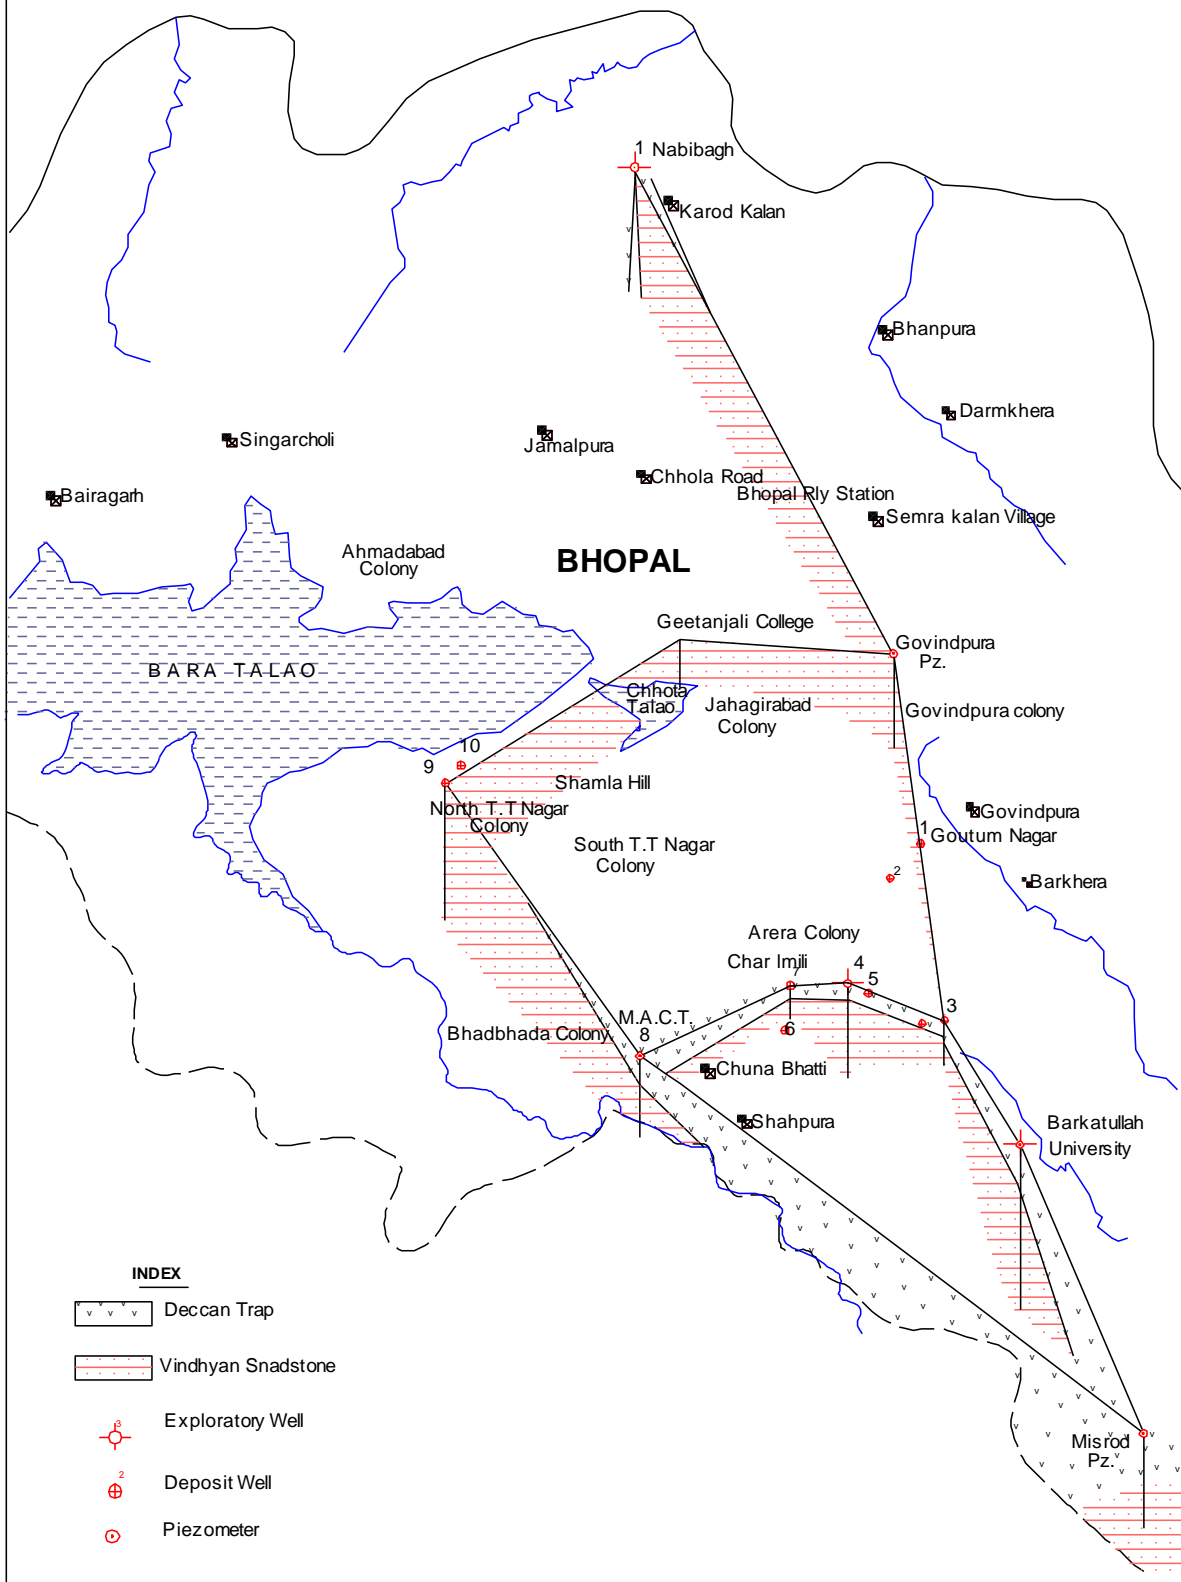 1 Nabibagh
Karod Kalan
Bhanpura
Darmkhera
Singarcholi
Jamalpura
Chhola Road
Bairagarh
Bhopal Rly Station
Semra kalan Village
Ahmadabad
Colony
BHOPAL
Geetanjali College
Govindpura
Pz.
BARA TALAO
Chhota
Talao
Jahagirabad
Colony
Govindpura colony
10
9
Shamla Hill
North T.T Nagar
Colony
Govindpura
1
Goutum Nagar
South T.T Nagar
Colony
2
Barkhera
Arera Colony
Char Imili
4
7
5
3
M.A.C.T.
6
Bhadbhada Colony
8
Chuna Bhatti
Shahpura
Barkatullah
University
INDEX
Deccan Trap
Vindhyan Snadstone
3
Exploratory Well
Misrod
Pz.
2
Deposit Well
Piezometer